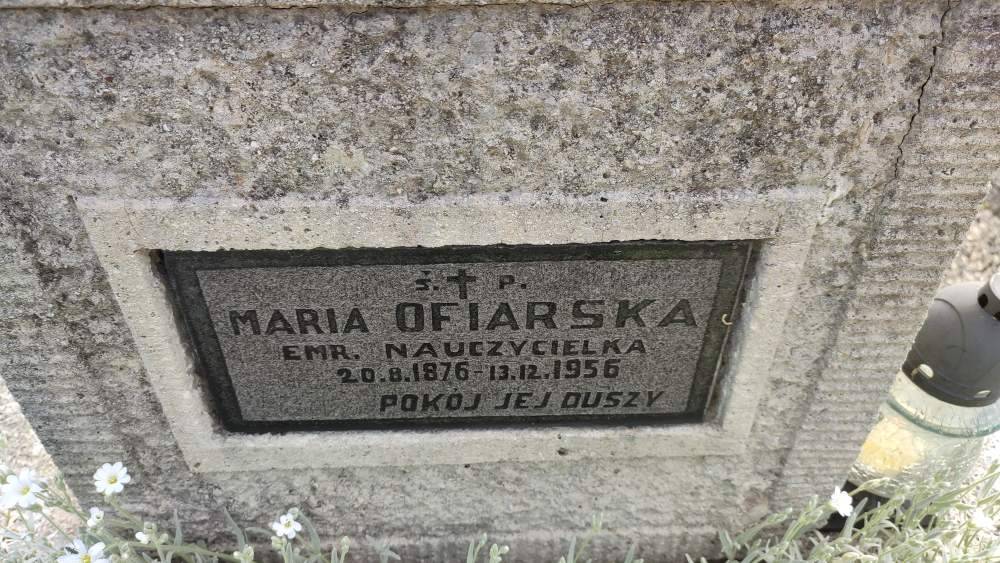 Ś. ✝ P.
MARIA OFIARSKA
EMR. NAUCZYCIELKA
20.8.1876-13.12.1956
POKÓJ JEJ DUSZY